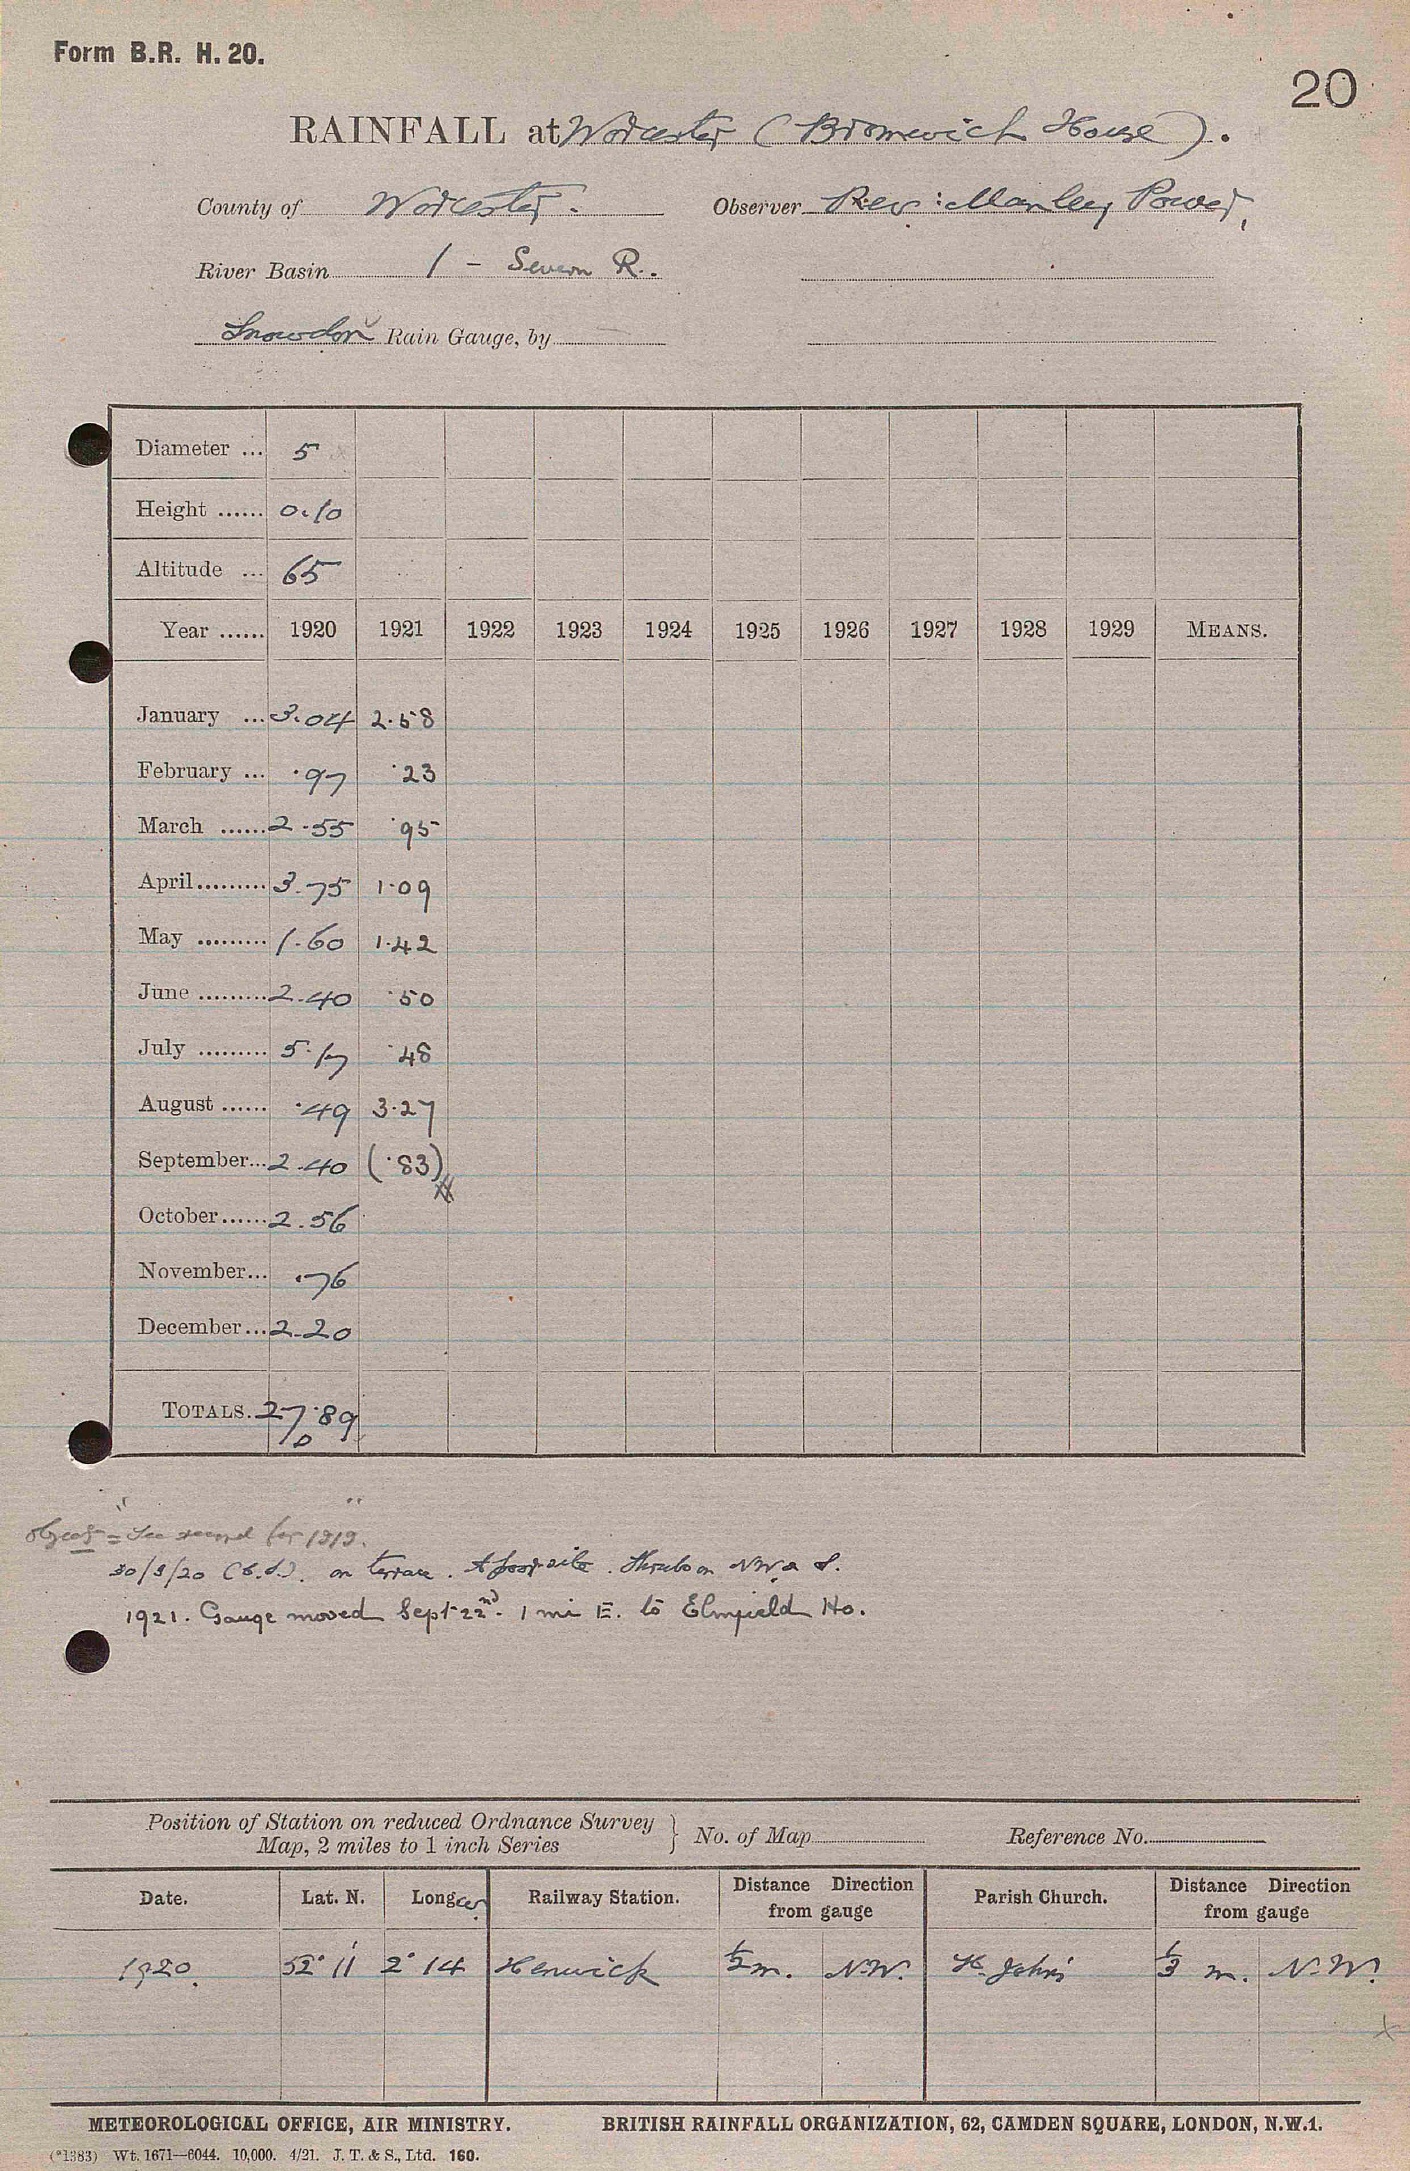 Form B.R. H. 20.
20
RAINFALL at Worcester (Bromwich House).
County of Worcester. Observer Rev: Manley Power,
River Basin 1 - Severn R.
Snowdon Rain Gauge, by
Diameter ... 5
Height ...... 0.10
Altitude ... 65
Year ...... 1920 1921 1922 1923 1924 1925 1926 1927 1928 1929 MEANS.
January ... 3.04 2.58
February ... .97 .23
March ...... 2.55 .95
April ......... 3.75 1.09
May ......... 1.60 1.42
June ......... 2.40 .50
July ......... 5.17 .48
August ...... .49 3.27
September ... 2.40 (.83)
October ...... 2.56
November ... .76
December ... 2.20
TOTALS. 27.89
See record for 1919.
30/9/20 on terrace. site. Shrubs on NW &
1921. Gauge moved Sept 22nd. 1 mi E. to Elmfield Ho.
Position of Station on reduced Ordnance Survey
Map, 2 miles to 1 inch Series } No. of Map Reference No.
Date. Lat. N. Long W. Railway Station. Distance Direction from gauge Parish Church. Distance Direction from gauge
1920. 52° 11' 2° 14 Henwick ½ m. N.W. St. John's ⅓ m. N.W.
METEOROLOGICAL OFFICE, AIR MINISTRY. BRITISH RAINFALL ORGANIZATION, 62, CAMDEN SQUARE, LONDON, N.W.1.
(*1383) Wt. 1671—6044. 10,000. 4/21. J. T. & S., Ltd. 160.